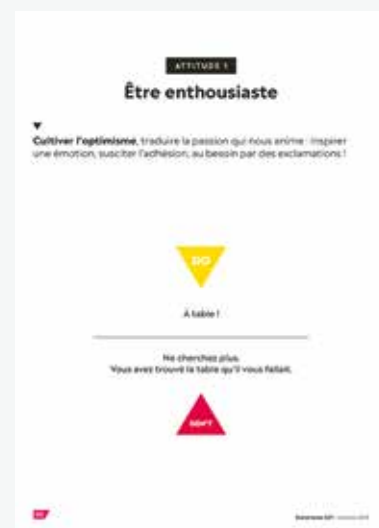 ATTITUDE 1
Être enthousiaste
Cultiver l'optimisme, traduire la passion qui nous anime : inspirer
une émotion, susciter l'adhésion, au besoin par des exclamations !
DO
À table !
Ne cherchez plus.
Vous avez trouvé la table qu'il vous fallait.
DON'T